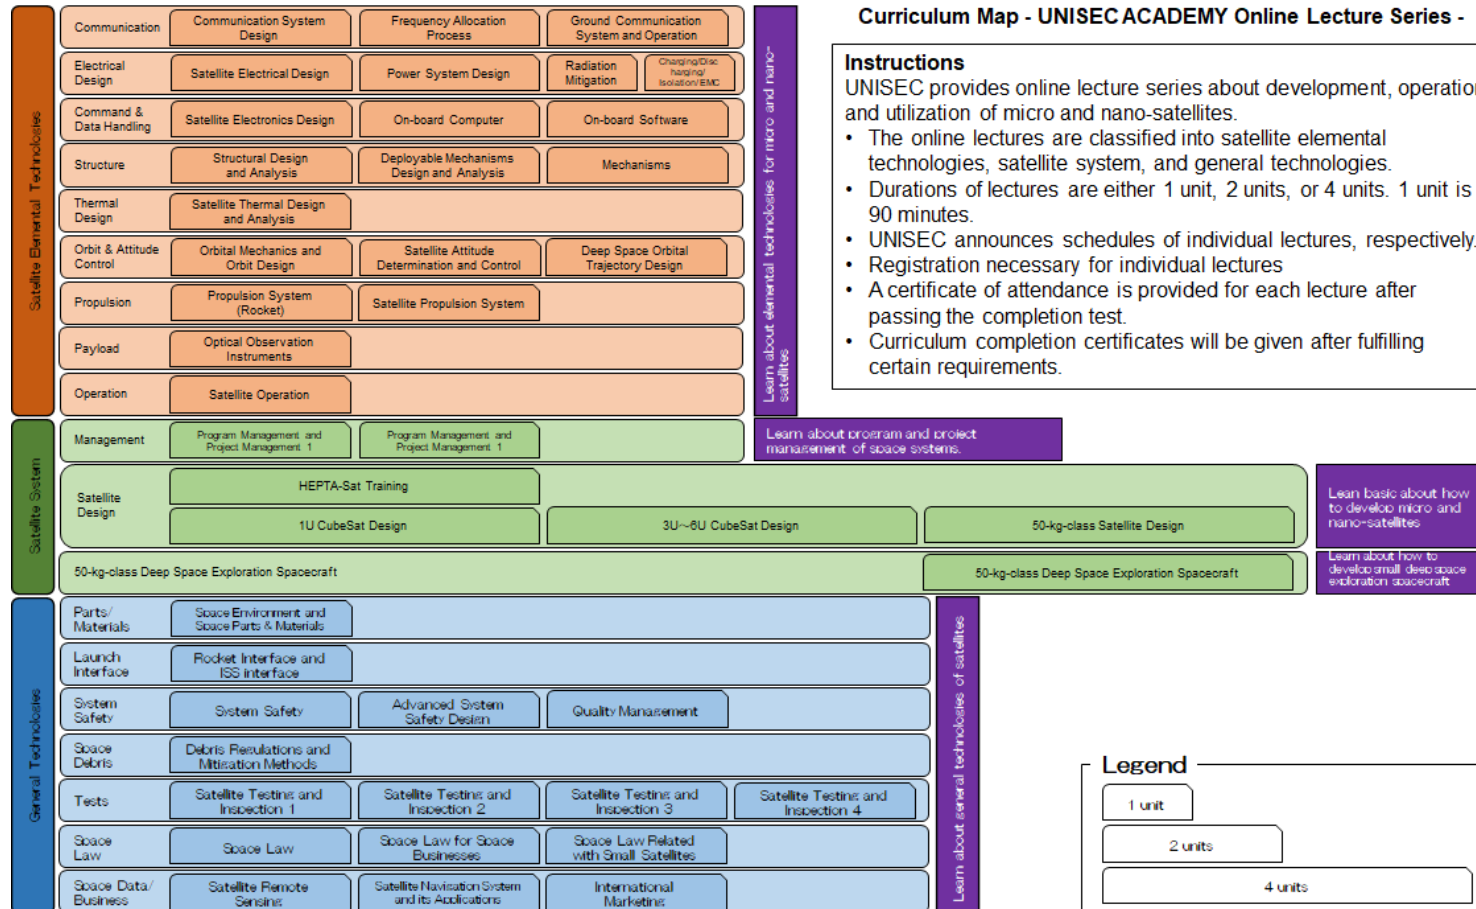 Curriculum Map - UNISEC ACADEMY Online Lecture Series -
Instructions
UNISEC provides online lecture series about development, operation
and utilization of micro and nano-satellites.
• The online lectures are classified into satellite elemental
technologies, satellite system, and general technologies.
• Durations of lectures are either 1 unit, 2 units, or 4 units. 1 unit is
90 minutes.
• UNISEC announces schedules of individual lectures, respectively.
• Registration necessary for individual lectures
• A certificate of attendance is provided for each lecture after
passing the completion test.
• Curriculum completion certificates will be given after fulfilling
certain requirements.
Satellite Elemental Technologies
Communication
Communication System
Design
Frequency Allocation
Process
Ground Communication
System and Operation
Electrical
Design
Satellite Electrical Design
Power System Design
Radiation
Mitigation
Charging/Disc
harging/
Isolation/EMC
Command &
Data Handling
Satellite Electronics Design
On-board Computer
On-board Software
Structure
Structural Design
and Analysis
Deployable Mechanisms
Design and Analysis
Mechanisms
Thermal
Design
Satellite Thermal Design
and Analysis
Orbit & Attitude
Control
Orbital Mechanics and
Orbit Design
Satellite Attitude
Determination and Control
Deep Space Orbital
Trajectory Design
Propulsion
Propulsion System
(Rocket)
Satellite Propulsion System
Payload
Optical Observation
Instruments
Operation
Satellite Operation
Learn about elemental technologies for micro and nano-
satellites
Satellite System
Management
Program Management and
Project Management 1
Program Management and
Project Management 1
Learn about program and project
management of space systems.
Satellite
Design
HEPTA-Sat Training
1U CubeSat Design
3U～6U CubeSat Design
50-kg-class Satellite Design
Lean basic about how
to develop micro and
nano-satellites
50-kg-class Deep Space Exploration Spacecraft
50-kg-class Deep Space Exploration Spacecraft
Learn about how to
develop small deep space
exploration spacecraft
General Technologies
Parts/
Materials
Space Environment and
Space Parts & Materials
Launch
Interface
Rocket Interface and
ISS interface
System
Safety
System Safety
Advanced System
Safety Design
Quality Management
Space
Debris
Debris Regulations and
Mitigation Methods
Tests
Satellite Testing and
Inspection 1
Satellite Testing and
Inspection 2
Satellite Testing and
Inspection 3
Satellite Testing and
Inspection 4
Space
Law
Space Law
Space Law for Space
Businesses
Space Law Related
with Small Satellites
Space Data/
Business
Satellite Remote
Sensing
Satellite Navigation System
and its Applications
International
Marketing
Learn about general technologies of satellites
Legend
1 unit
2 units
4 units